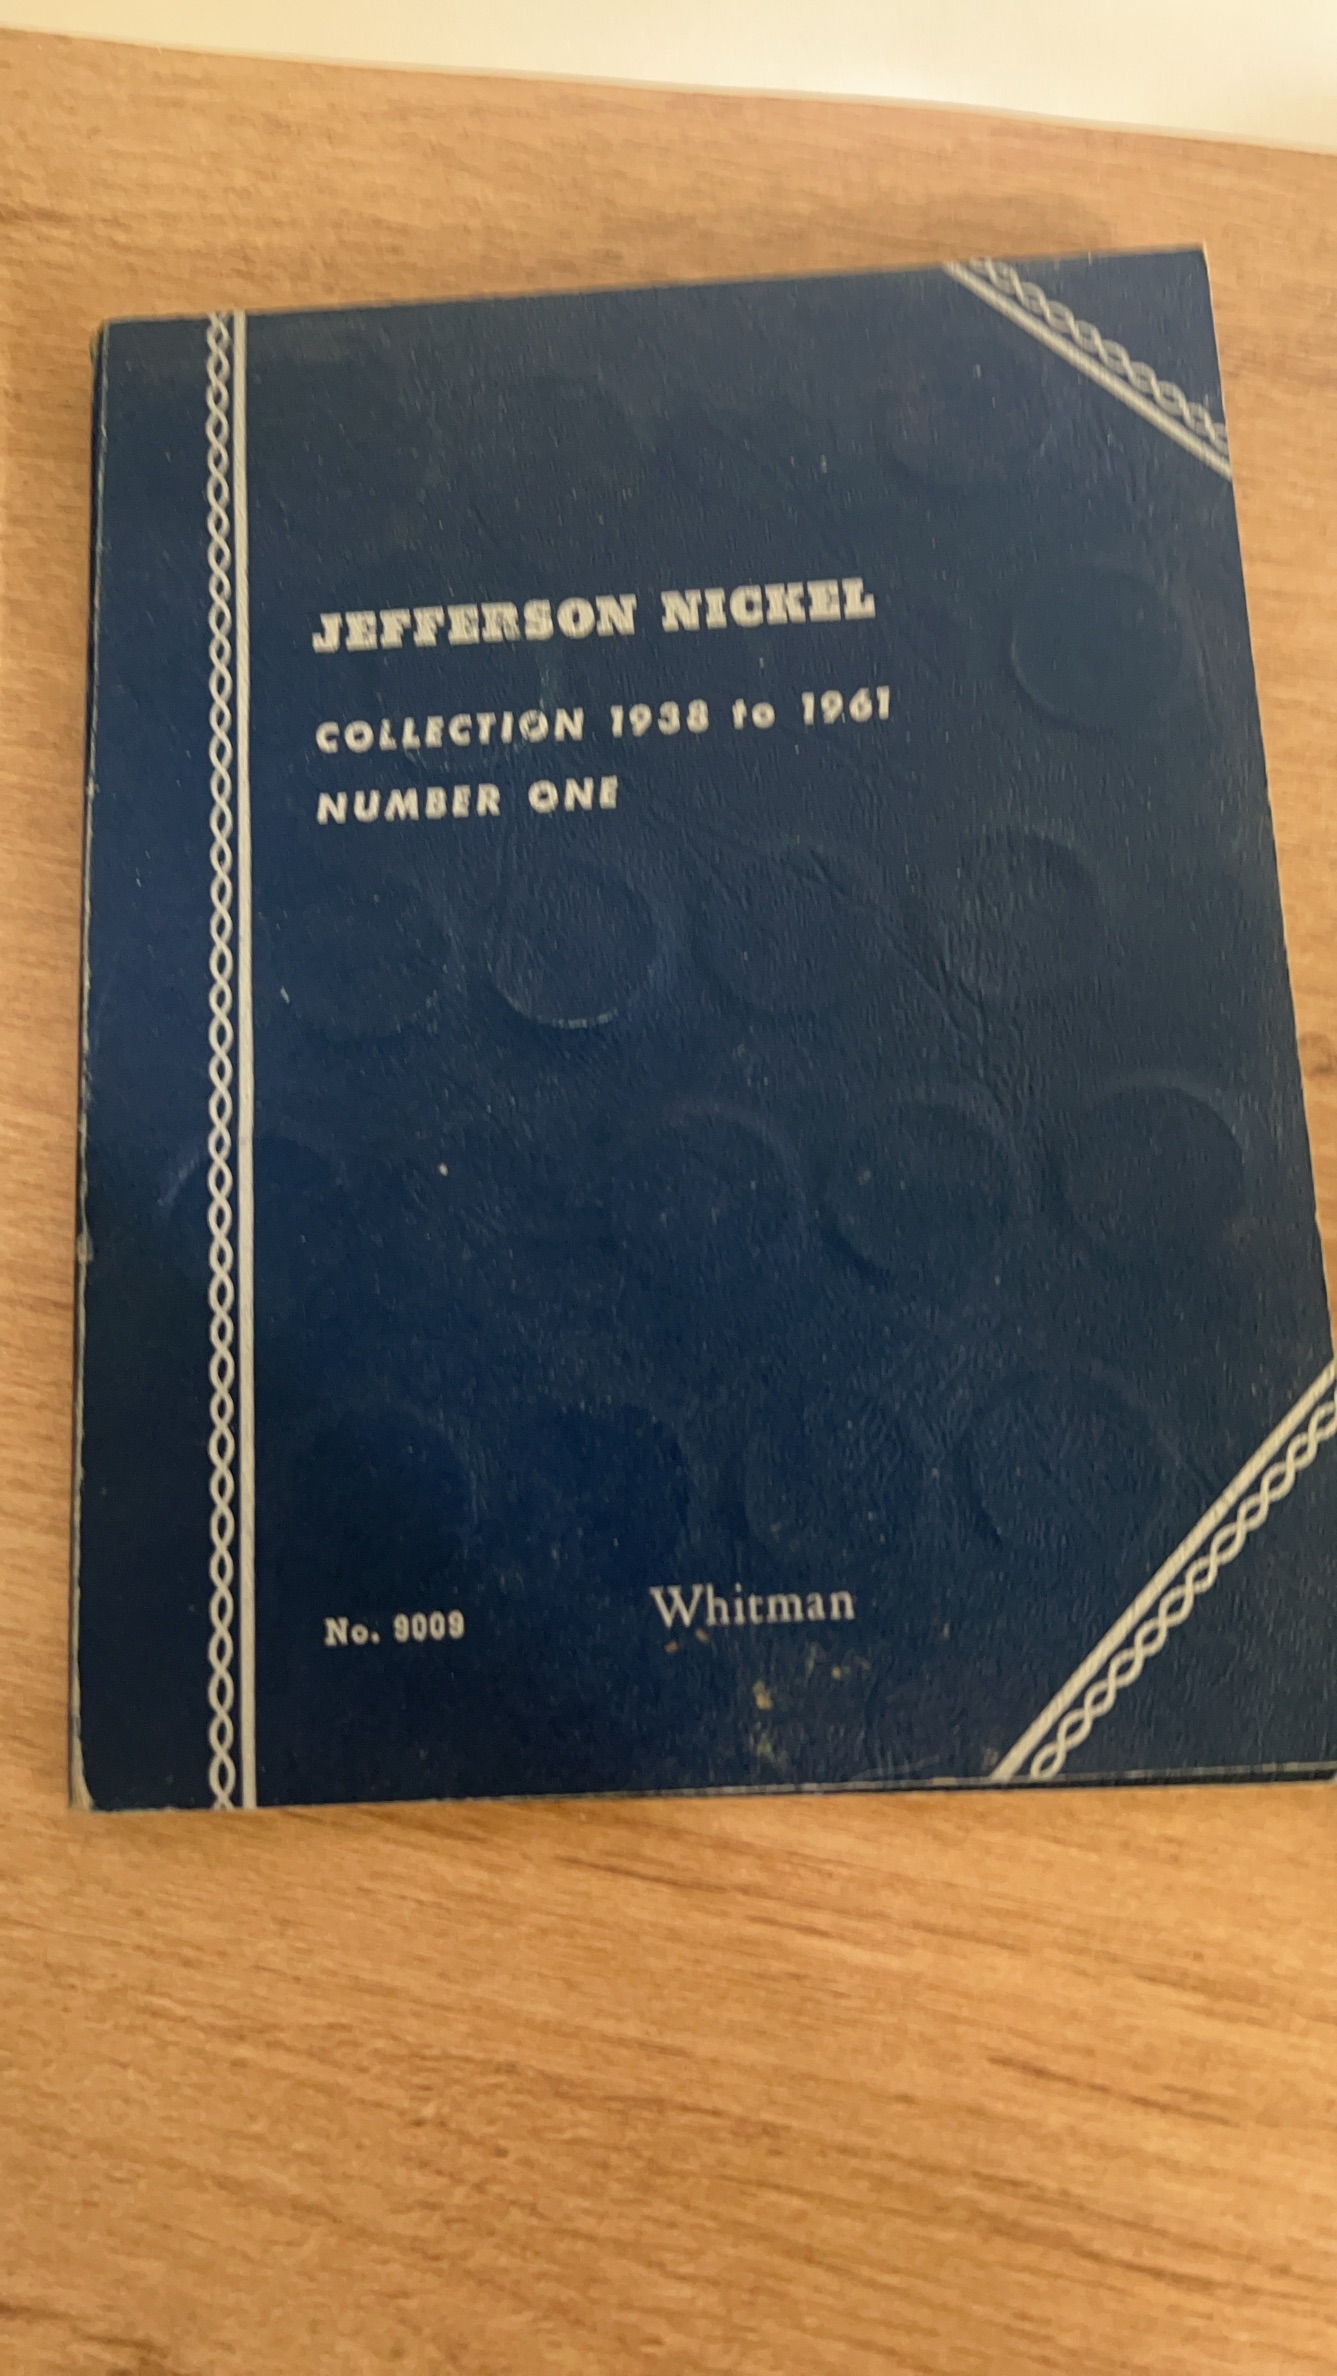 JEFFERSON NICKEL
COLLECTION 1938 to 1961
NUMBER ONE
No. 9009
Whitman